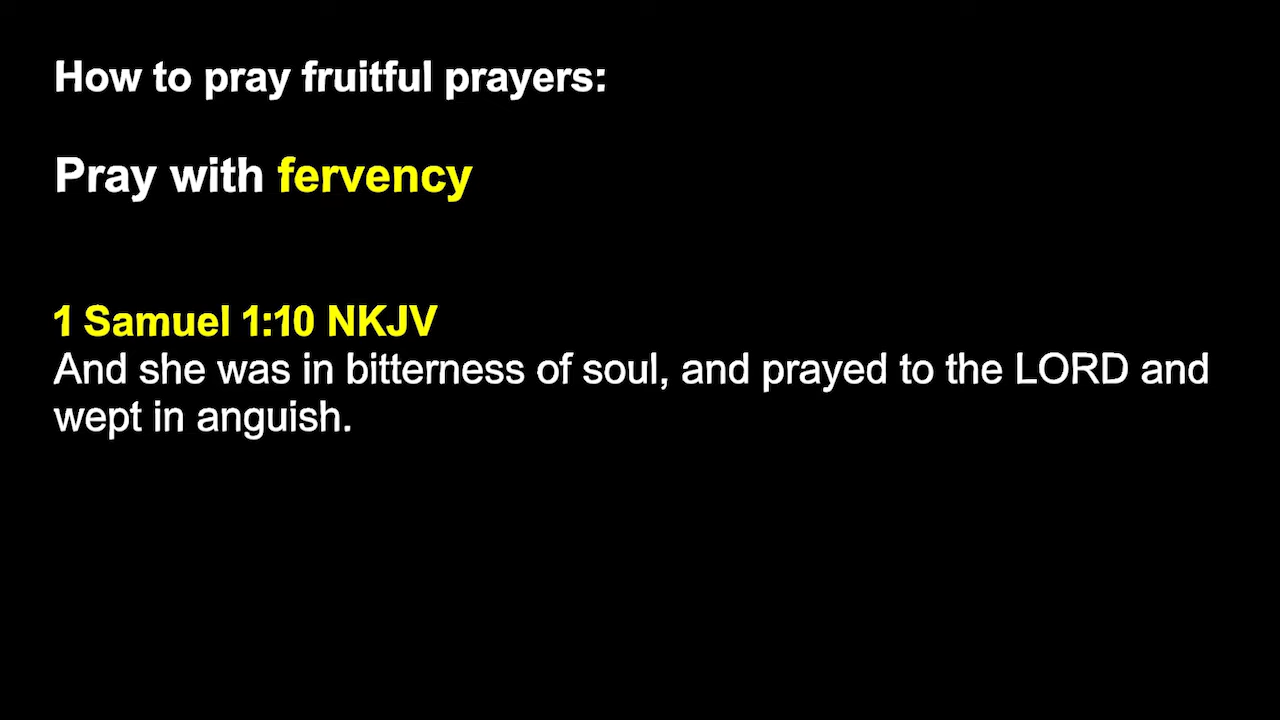 How to pray fruitful prayers:
Pray with fervency
1 Samuel 1:10 NKJV
And she was in bitterness of soul, and prayed to the LORD and
wept in anguish.